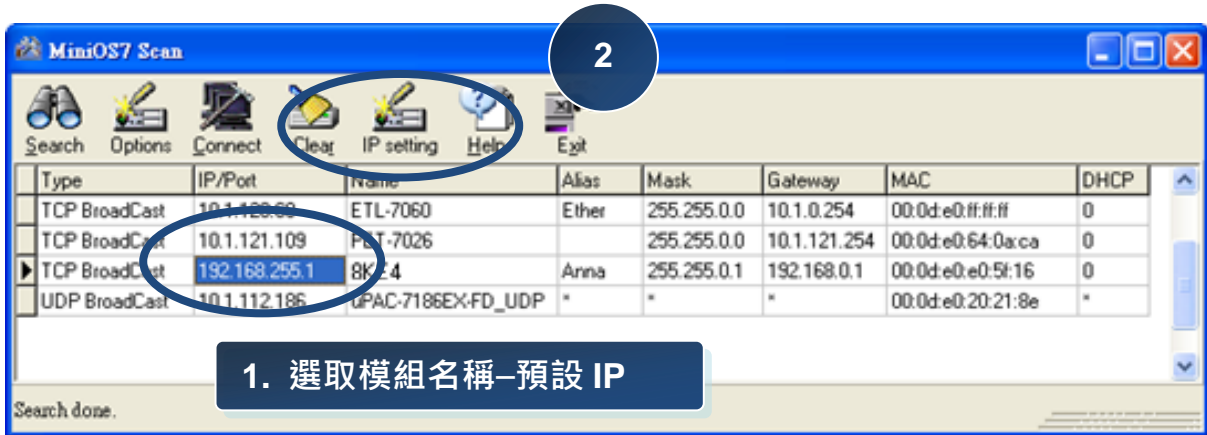 MiniOS7 Scan
2
Search Options Connect Clear IP setting Help Exit
Type IP/Port Name Alias Mask Gateway MAC DHCP
TCP BroadCast ETL-7060 Ether 255.255.0.0 10.1.0.254 00:0d:e0:ff:ff:ff 0
TCP BroadCast 10.1.121.109 PET-7026 255.255.0.0 10.1.121.254 00:0d:e0:64:0a:ca 0
TCP BroadCast 192.168.255.1 Anna 255.255.0.1 192.168.0.1 00:0d:e0:e0:5f:16 0
UDP BroadCast 10.1.112.186 uPAC-7186EX-FD_UDP * * * 00:0d:e0:20:21:8e *
1. 選取模組名稱–預設 IP
Search done.